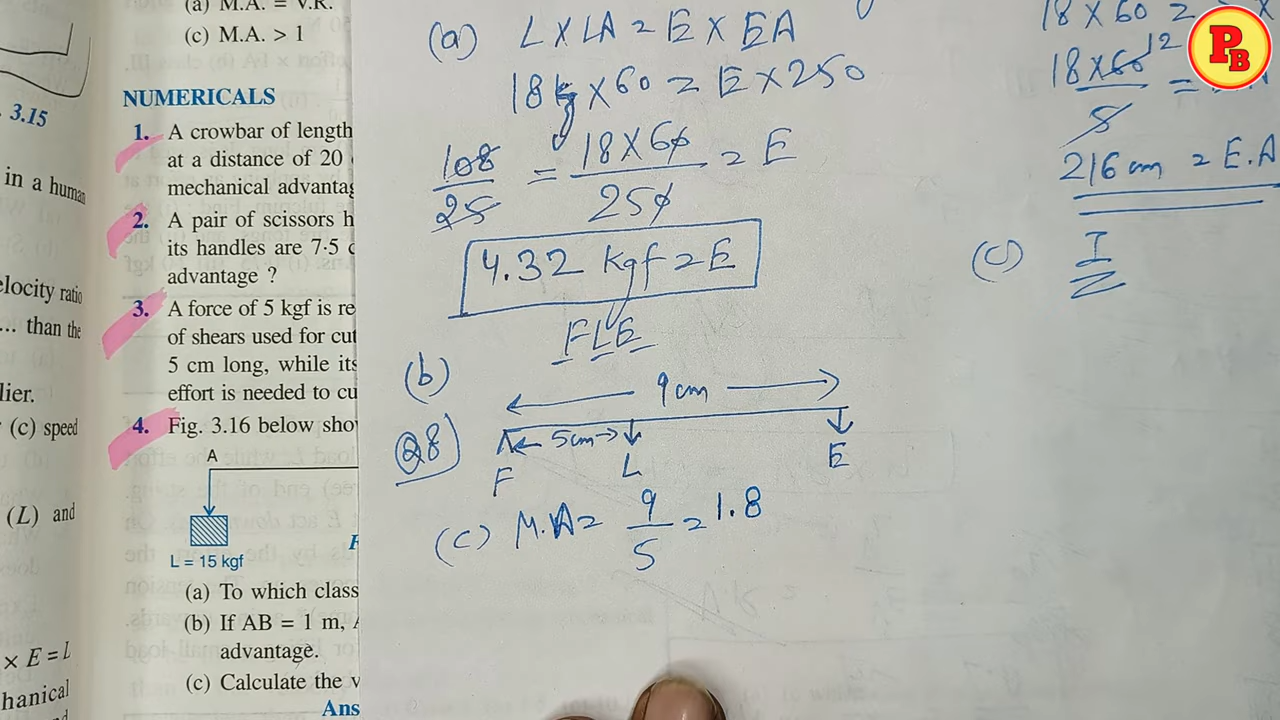 3.15
in a human
elocity ratio
... than the
lier.
(c) speed
(L) and
× E = L
hanical
(a) M.A. = V.R.
(c) M.A. > 1
NUMERICALS
1. A crowbar of length
at a distance of 20
mechanical advantag
2. A pair of scissors h
its handles are 7·5 c
advantage ?
3. A force of 5 kgf is re
of shears used for cut
5 cm long, while its
effort is needed to cu
4. Fig. 3.16 below sho
A
L = 15 kgf
(a) To which class
(b) If AB = 1 m,
advantage.
(c) Calculate the v
Ans
(a) L × LA = E × EA
18 kg × 60 = E × 250
108/25 = 18 × 60/250 = E
4.32 kgf = E
FLE
(b)
9 cm
Q8
5cm
F L E
(c) M.A = 9/5 = 1.8
18 × 60 =
18 × 60 12
5 =
216 cm = E.A
(c) I
PB